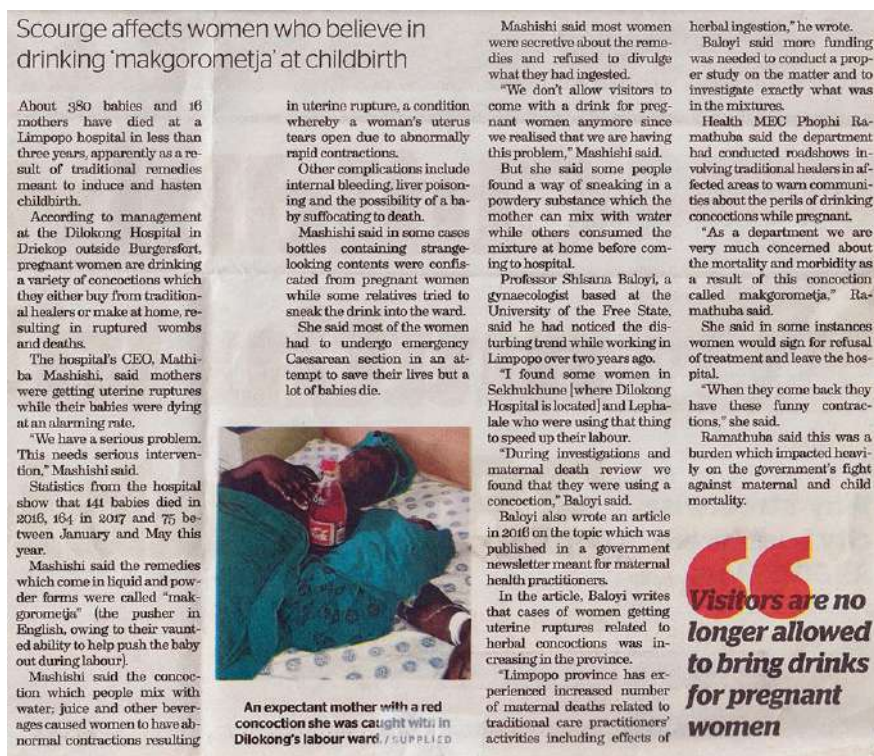 Scourge affects women who believe in
drinking 'makgorometja' at childbirth
About 380 babies and 16
mothers have died at a
Limpopo hospital in less than
three years, apparently as a re-
sult of traditional remedies
meant to induce and hasten
childbirth.
According to management
at the Dilokong Hospital in
Driekop outside Burgersfort,
pregnant women are drinking
a variety of concoctions which
they either buy from tradition-
al healers or make at home, re-
sulting in ruptured wombs
and deaths.
The hospital's CEO, Mathi-
ba Mashishi, said mothers
were getting uterine ruptures
while their babies were dying
at an alarming rate.
"We have a serious problem.
This needs serious interven-
tion," Mashishi said.
Statistics from the hospital
show that 141 babies died in
2016, 164 in 2017 and 75 be-
tween January and May this
year.
Mashishi said the remedies
which come in liquid and pow-
der forms were called "mak-
gorometja" (the pusher in
English, owing to their vaunt-
ed ability to help push the baby
out during labour).
Mashishi said the concoc-
tion which people mix with
water, juice and other bever-
ages caused women to have ab-
normal contractions resulting
in uterine rupture, a condition
whereby a woman's uterus
tears open due to abnormally
rapid contractions.
Other complications include
internal bleeding, liver poison-
ing and the possibility of a ba-
by suffocating to death.
Mashishi said in some cases
bottles containing strange-
looking contents were confis-
cated from pregnant women
while some relatives tried to
sneak the drink into the ward.
She said most of the women
had to undergo emergency
Caesarean section in an at-
tempt to save their lives but a
lot of babies die.
An expectant mother with a red
concoction she was caught with in
Dilokong's labour ward. / SUPPLIED
Mashishi said most women
were secretive about the reme-
dies and refused to divulge
what they had ingested.
"We don't allow visitors to
come with a drink for preg-
nant women anymore since
we realised that we are having
this problem," Mashishi said.
But she said some people
found a way of sneaking in a
powdery substance which the
mother can mix with water
while others consumed the
mixture at home before com-
ing to hospital.
Professor Shisana Baloyi, a
gynaecologist based at the
University of the Free State,
said he had noticed the dis-
turbing trend while working in
Limpopo over two years ago.
"I found some women in
Sekhukhune [where Dilokong
Hospital is located] and Lepha-
lale who were using that thing
to speed up their labour.
"During investigations and
maternal death review we
found that they were using a
concoction," Baloyi said.
Baloyi also wrote an article
in 2016 on the topic which was
published in a government
newsletter meant for maternal
health practitioners.
In the article, Baloyi writes
that cases of women getting
uterine ruptures related to
herbal concoctions was in-
creasing in the province.
"Limpopo province has ex-
perienced increased number
of maternal deaths related to
traditional care practitioners'
activities including effects of
herbal ingestion," he wrote.
Baloyi said more funding
was needed to conduct a prop-
er study on the matter and to
investigate exactly what was
in the mixtures.
Health MEC Phophi Ra-
mathuba said the department
had conducted roadshows in-
volving traditional healers in af-
fected areas to warn communi-
ties about the perils of drinking
concoctions while pregnant.
"As a department we are
very much concerned about
the mortality and morbidity as
a result of this concoction
called makgorometja," Ra-
mathuba said.
She said in some instances
women would sign for refusal
of treatment and leave the hos-
pital.
"When they come back they
have these funny contrac-
tions," she said.
Ramathuba said this was a
burden which impacted heavi-
ly on the government's fight
against maternal and child
mortality.
“
Visitors are no
longer allowed
to bring drinks
for pregnant
women